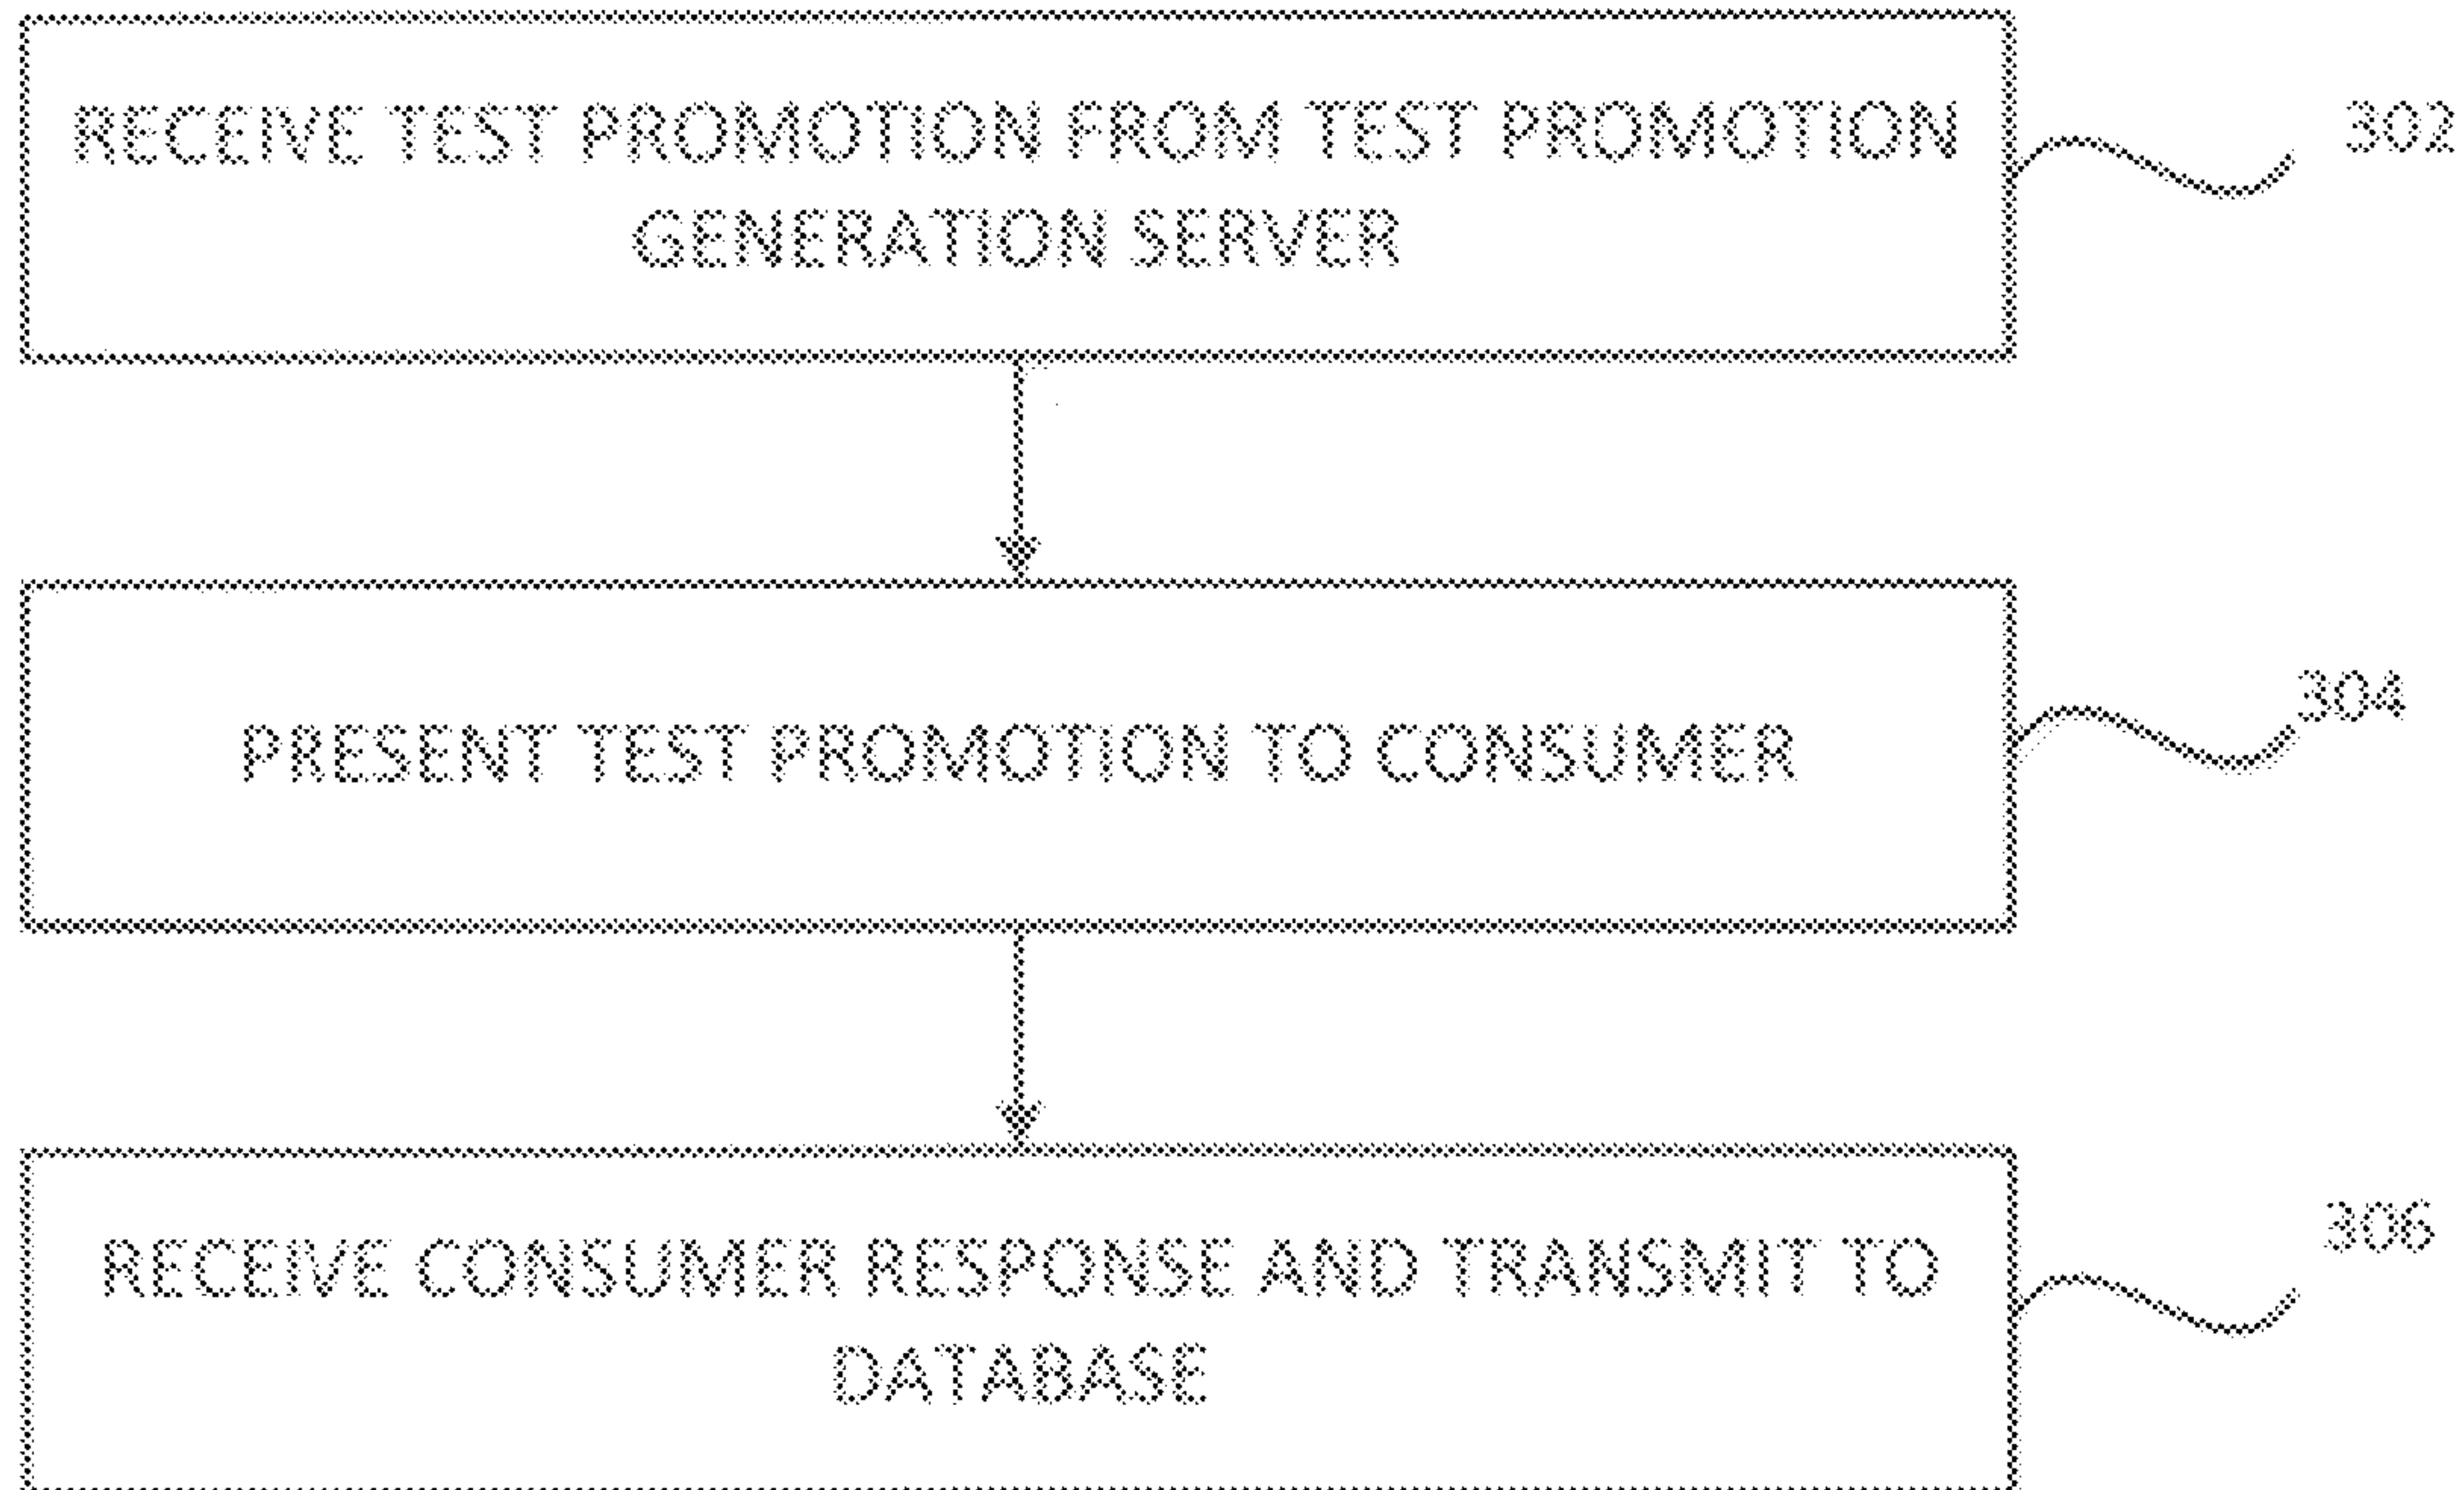 RECEIVE TEST PROMOTION FROM TEST PROMOTION
GENERATION SERVER
302
PRESENT TEST PROMOTION TO CONSUMER
304
RECEIVE CONSUMER RESPONSE AND TRANSMIT TO
DATABASE
306